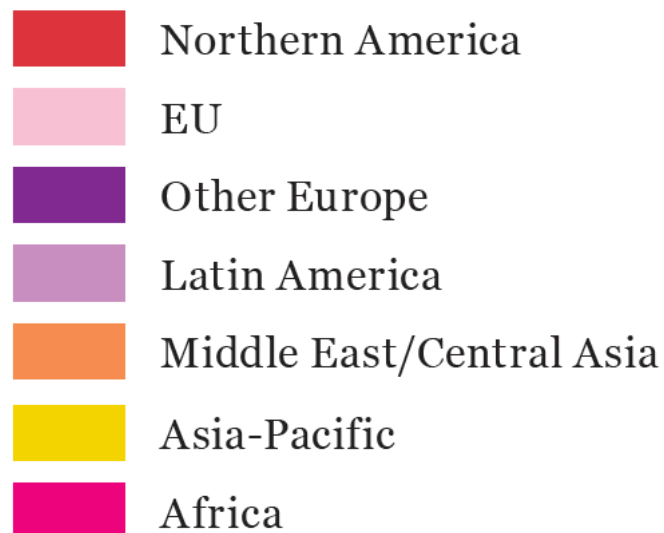 Northern America
EU
Other Europe
Latin America
Middle East/Central Asia
Asia-Pacific
Africa